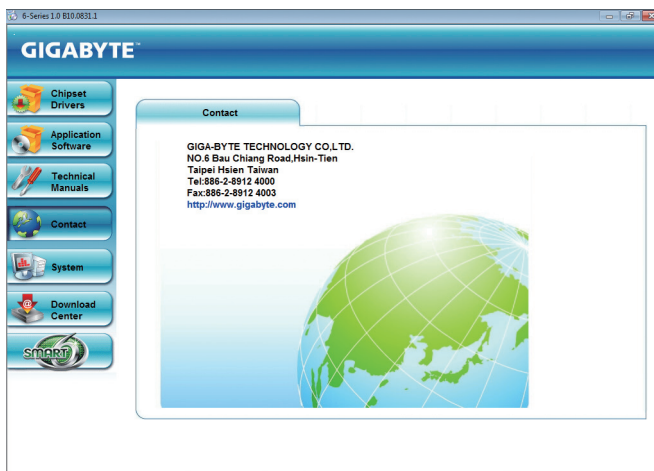 6-Series 1.0 B10.0831.1
GIGABYTE™
Chipset
Drivers
Application
Software
Technical
Manuals
Contact
System
Download
Center
SMART6
Contact
GIGA-BYTE TECHNOLOGY CO,LTD.
NO.6 Bau Chiang Road,Hsin-Tien
Taipei Hsien Taiwan
Tel:886-2-8912 4000
Fax:886-2-8912 4003
http://www.gigabyte.com